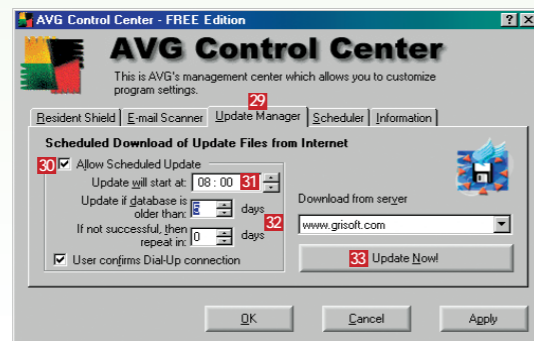 AVG Control Center - FREE Edition
AVG Control Center
This is AVG's management center which allows you to customize
program settings.
29
Resident Shield E-mail Scanner Update Manager Scheduler Information
Scheduled Download of Update Files from Internet
30 Allow Scheduled Update
Update will start at: 08 : 00 31
Update if database is
older than: 5 days
32
If not successful, then
repeat in: 0 days
User confirms Dial-Up connection
Download from server
www.grisoft.com
33 Update Now!
OK Cancel Apply